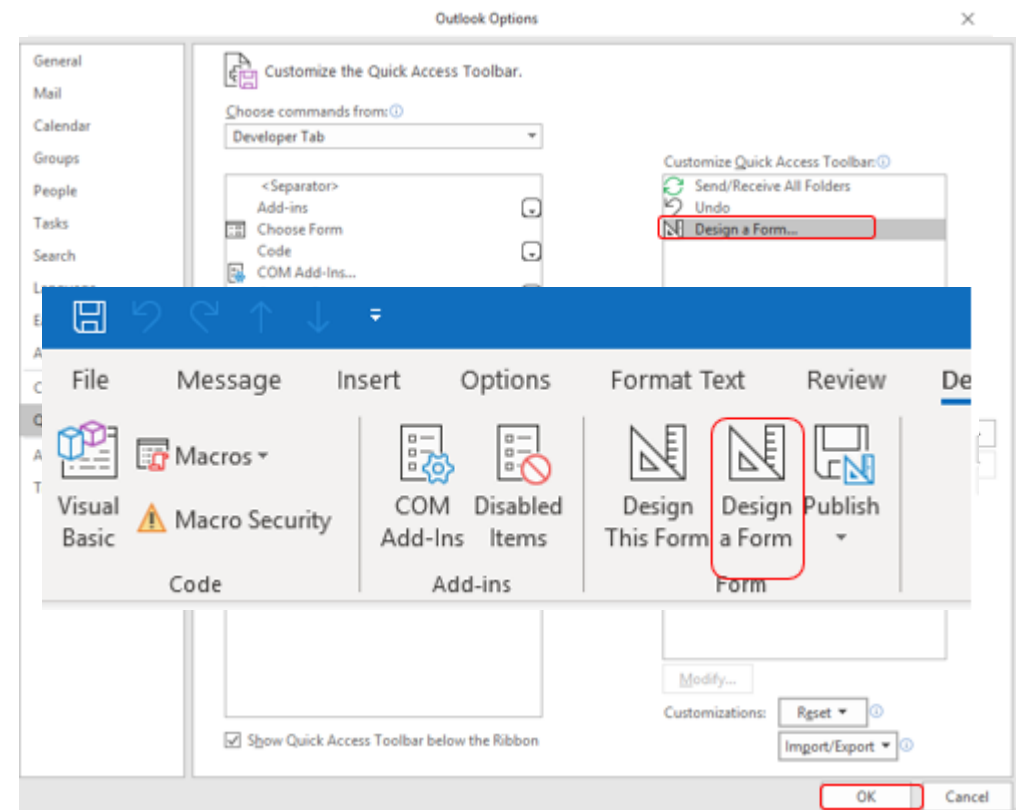 Outlook Options
General
Mail
Calendar
Groups
People
Tasks
Search
Customize the Quick Access Toolbar.
Choose commands from:
Developer Tab
<Separator>
Add-ins
Choose Form
Code
COM Add-Ins...
Customize Quick Access Toolbar:
Send/Receive All Folders
Undo
Design a Form...
File Message Insert Options Format Text Review De
Visual Basic
Macros
Macro Security
Code
COM Add-Ins
Disabled Items
Add-ins
Design This Form
Design a Form
Publish
Form
Modify...
Customizations: Reset
Import/Export
Show Quick Access Toolbar below the Ribbon
OK Cancel